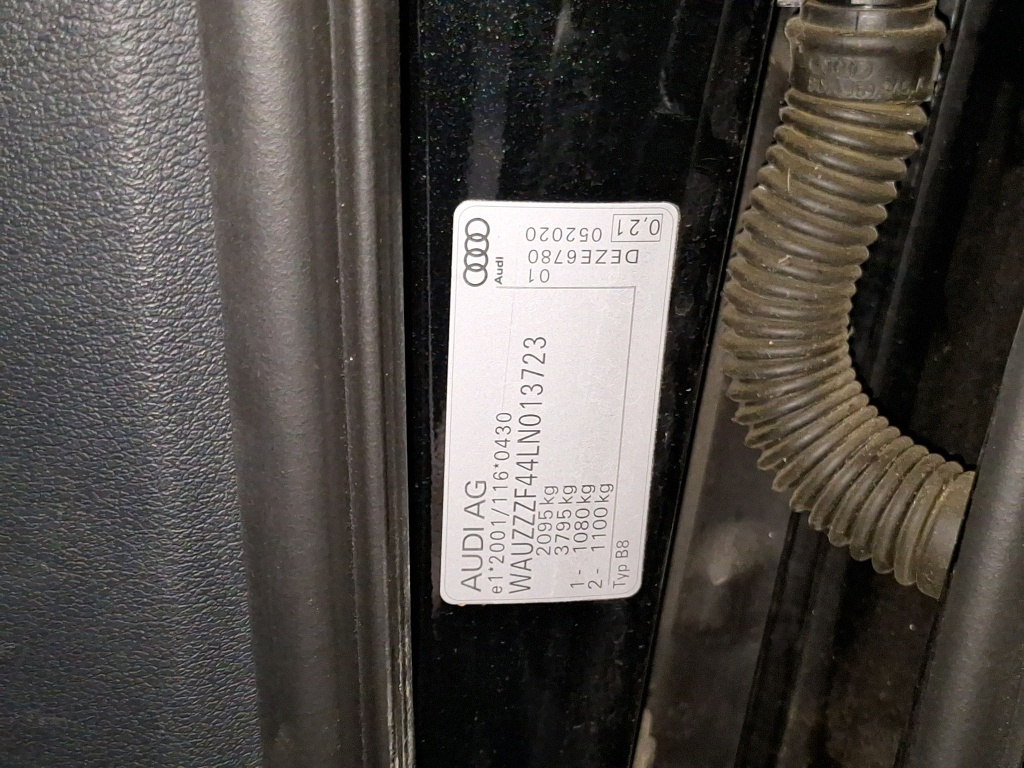 AUDI AG
e1*2001/116*0430
WAUZZZF44LN013723
2095kg
3795kg
1- 1080kg
2- 1100kg
Typ B8
Audi
01
DEZE6780
052020
0,21